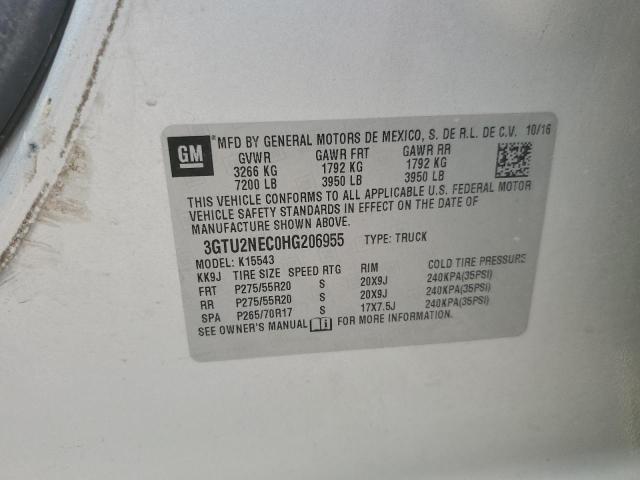 GM *MFD BY GENERAL MOTORS DE MEXICO, S. DE R.L. DE C.V. 10/16
GVWR GAWR FRT GAWR RR
3266 KG 1792 KG 1792 KG
7200 LB 3950 LB 3950 LB
THIS VEHICLE CONFORMS TO ALL APPLICABLE U.S. FEDERAL MOTOR
VEHICLE SAFETY STANDARDS IN EFFECT ON THE DATE OF
MANUFACTURE SHOWN ABOVE.
3GTU2NEC0HG206955 TYPE: TRUCK
MODEL: K15543
KK9J TIRE SIZE SPEED RTG RIM COLD TIRE PRESSURE
FRT P275/55R20 S 20X9J 240KPA(35PSI)
RR P275/55R20 S 20X9J 240KPA(35PSI)
SPA P265/70R17 S 17X7.5J 240KPA(35PSI)
SEE OWNER'S MANUAL FOR MORE INFORMATION.